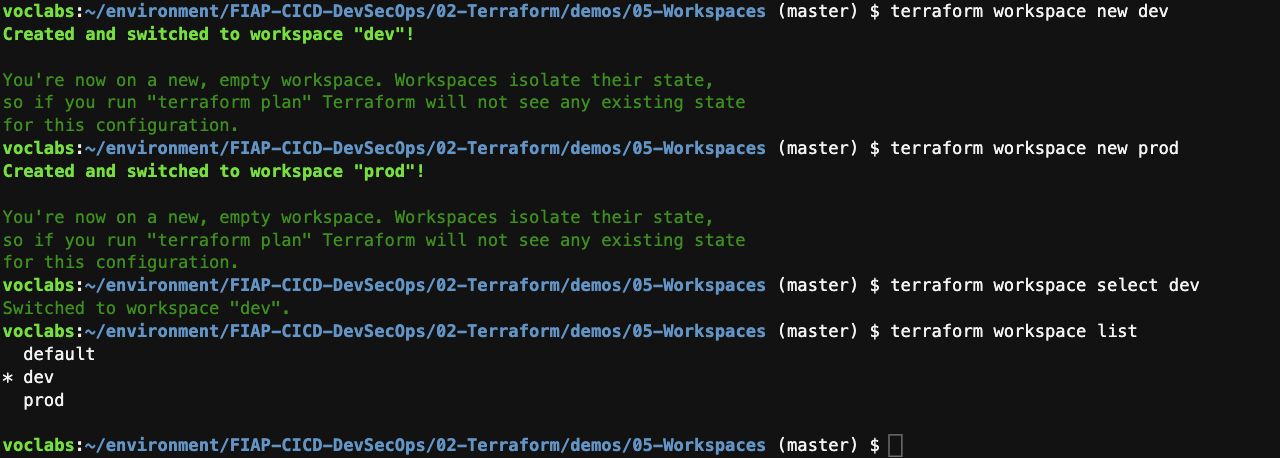 voclabs:~/environment/FIAP-CICD-DevSecOps/02-Terraform/demos/05-Workspaces (master) $ terraform workspace new dev
Created and switched to workspace "dev"!
You're now on a new, empty workspace. Workspaces isolate their state,
so if you run "terraform plan" Terraform will not see any existing state
for this configuration.
voclabs:~/environment/FIAP-CICD-DevSecOps/02-Terraform/demos/05-Workspaces (master) $ terraform workspace new prod
Created and switched to workspace "prod"!
You're now on a new, empty workspace. Workspaces isolate their state,
so if you run "terraform plan" Terraform will not see any existing state
for this configuration.
voclabs:~/environment/FIAP-CICD-DevSecOps/02-Terraform/demos/05-Workspaces (master) $ terraform workspace select dev
Switched to workspace "dev".
voclabs:~/environment/FIAP-CICD-DevSecOps/02-Terraform/demos/05-Workspaces (master) $ terraform workspace list
  default
* dev
  prod
voclabs:~/environment/FIAP-CICD-DevSecOps/02-Terraform/demos/05-Workspaces (master) $